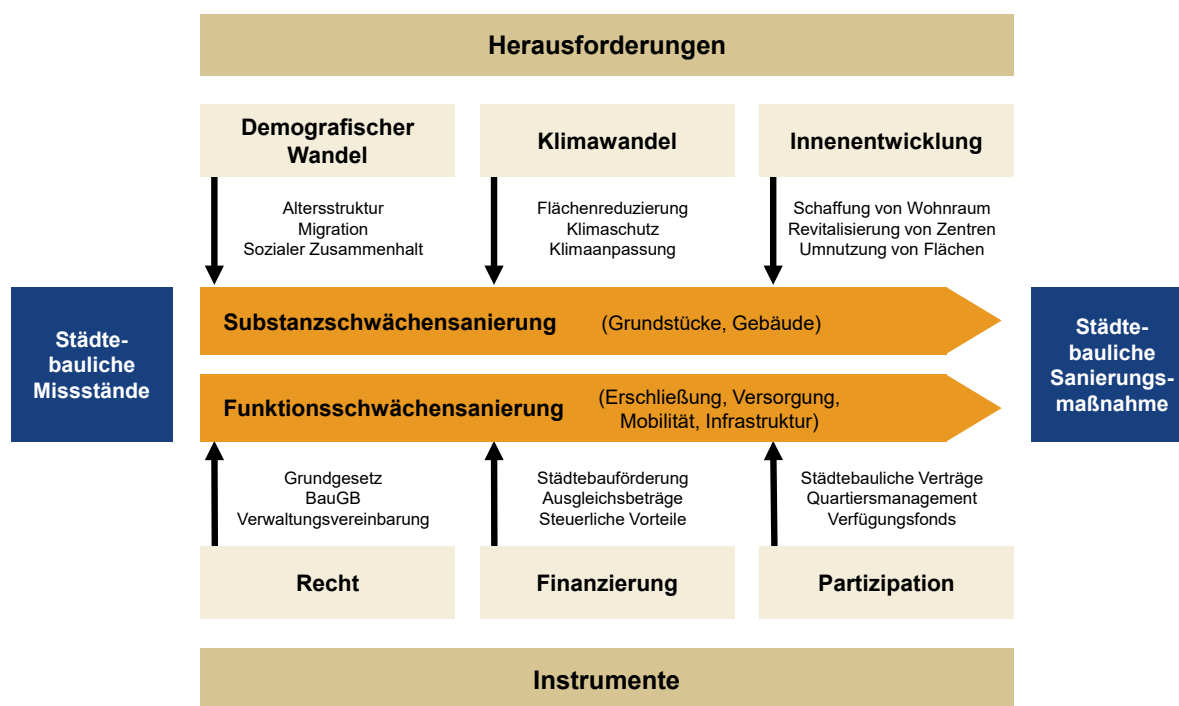 Herausforderungen
Demografischer
Wandel
Klimawandel
Innenentwicklung
Altersstruktur
Migration
Sozialer Zusammenhalt
Flächenreduzierung
Klimaschutz
Klimaanpassung
Schaffung von Wohnraum
Revitalisierung von Zentren
Umnutzung von Flächen
Städte-
bauliche
Missstände
Substanzschwächensanierung (Grundstücke, Gebäude)
Funktionsschwächensanierung (Erschließung, Versorgung,
Mobilität, Infrastruktur)
Städte-
bauliche
Sanierungs-
maßnahme
Grundgesetz
BauGB
Verwaltungsvereinbarung
Städtebauförderung
Ausgleichsbeträge
Steuerliche Vorteile
Städtebauliche Verträge
Quartiersmanagement
Verfügungsfonds
Recht
Finanzierung
Partizipation
Instrumente